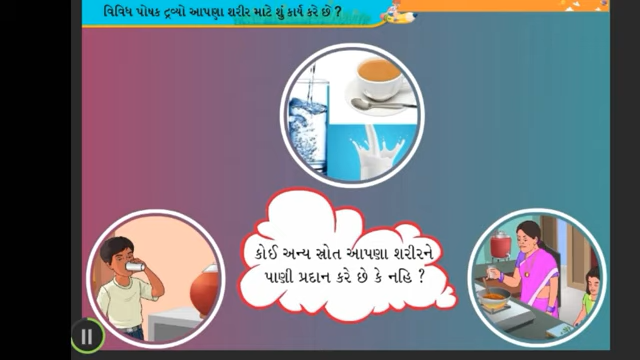 વિવિધ પોષક દ્રવ્યો આપણા શરીર માટે શું કાર્ય કરે છે ?
કોઈ અન્ય સ્રોત આપણા શરીરને
પાણી પ્રદાન કરે છે કે નહિ ?